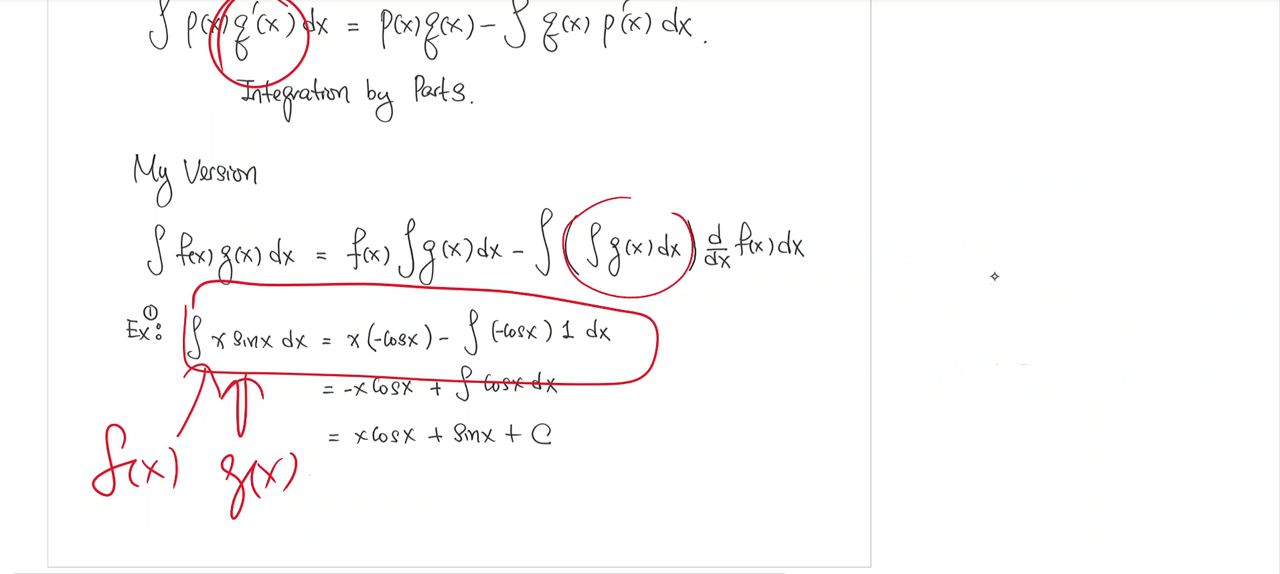 ∫ p(x) q'(x) dx = p(x) q(x) - ∫ q(x) p'(x) dx.
Integration by Parts.
My Version
∫ f(x) g(x) dx = f(x) ∫ g(x) dx - ∫ (∫ g(x) dx) d/dx f(x) dx
Ex①: ∫ x sinx dx = x(-cosx) - ∫ (-cosx) 1 dx
= -x cosx + ∫ cosx dx
= x cosx + sinx + C
f(x) g(x)